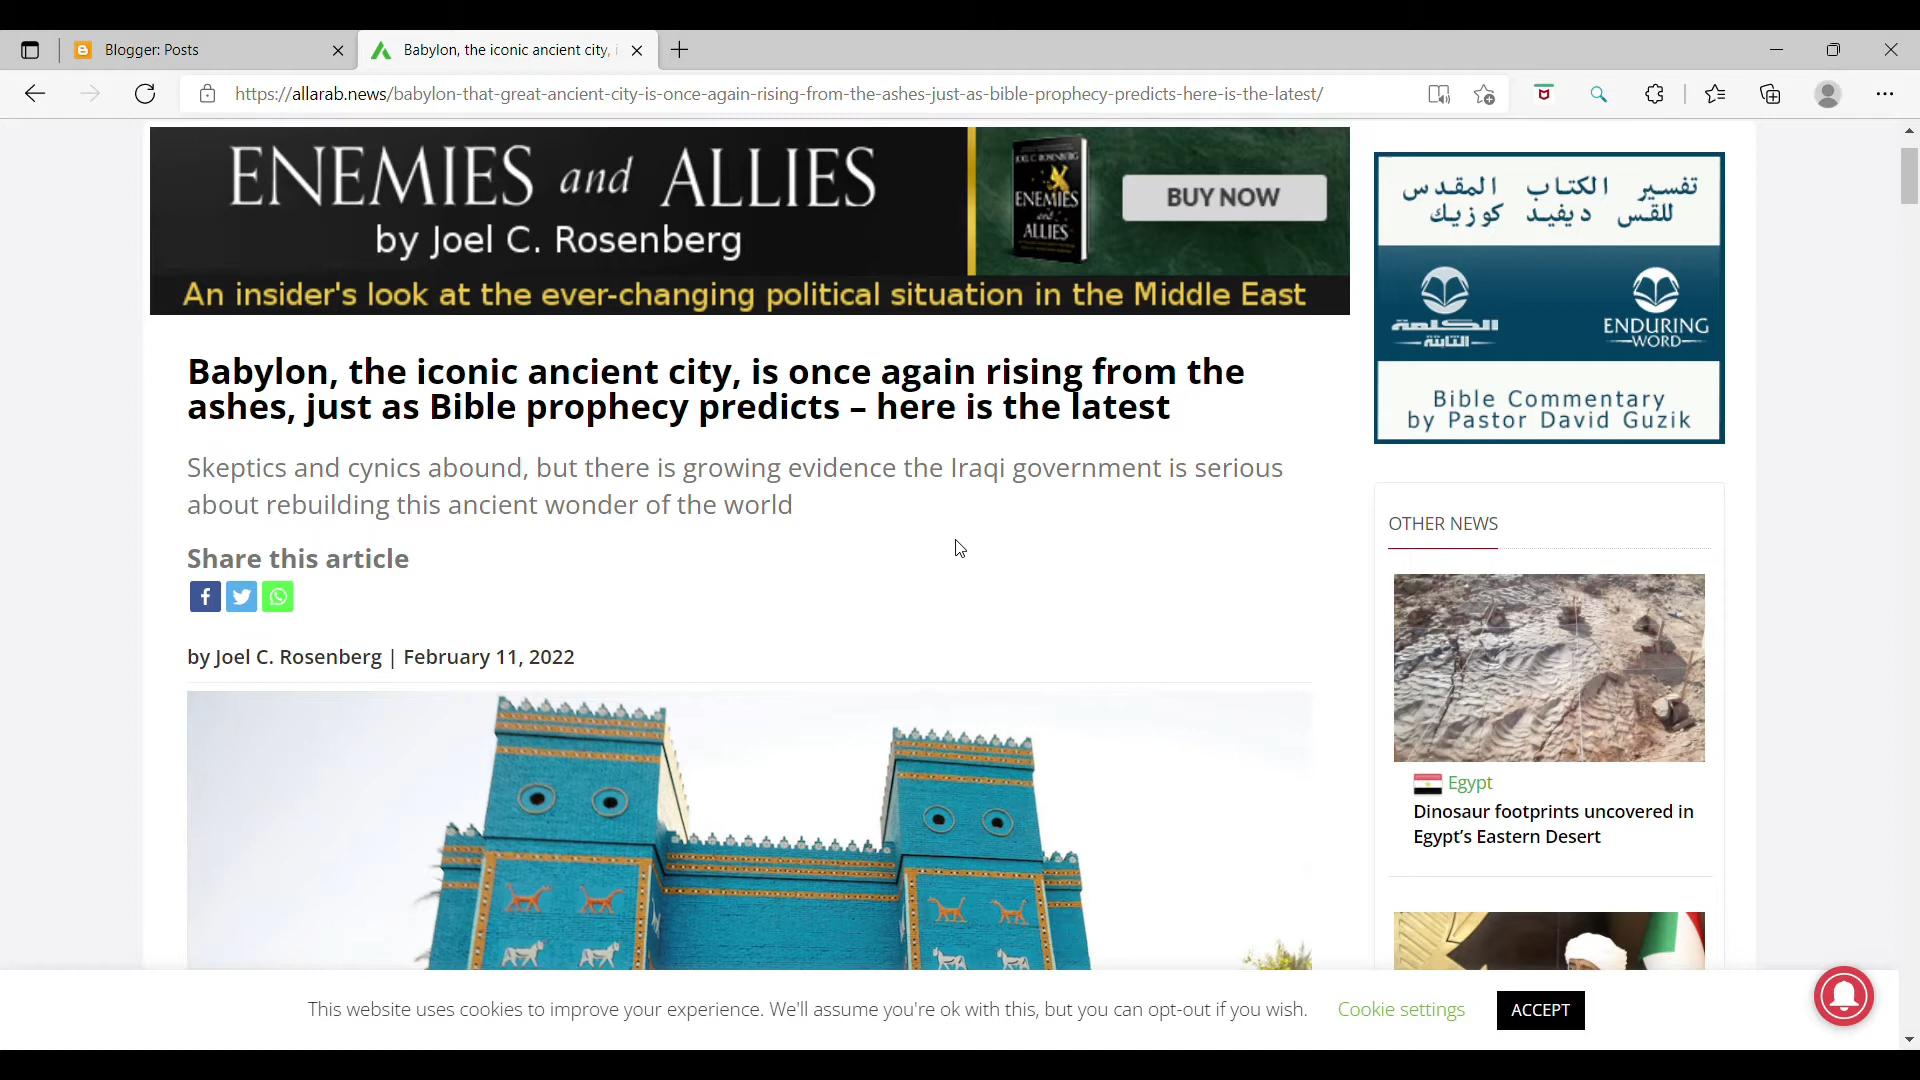 Blogger: Posts
Babylon, the iconic ancient city, i
https://allarab.news/babylon-that-great-ancient-city-is-once-again-rising-from-the-ashes-just-as-bible-prophecy-predicts-here-is-the-latest/
ENEMIES and ALLIES
by Joel C. Rosenberg
JOEL C. ROSENBERG
ENEMIES
and
ALLIES
BUY NOW
An insider's look at the ever-changing political situation in the Middle East
تفسير الكتاب المقدس
للقس ديفيد كوزيك
الكلمة
الثابتة
ENDURING
WORD
Bible Commentary
by Pastor David Guzik
Babylon, the iconic ancient city, is once again rising from the
ashes, just as Bible prophecy predicts – here is the latest
Skeptics and cynics abound, but there is growing evidence the Iraqi government is serious
about rebuilding this ancient wonder of the world
Share this article
by Joel C. Rosenberg | February 11, 2022
OTHER NEWS
Egypt
Dinosaur footprints uncovered in
Egypt’s Eastern Desert
This website uses cookies to improve your experience. We'll assume you're ok with this, but you can opt-out if you wish.
Cookie settings
ACCEPT